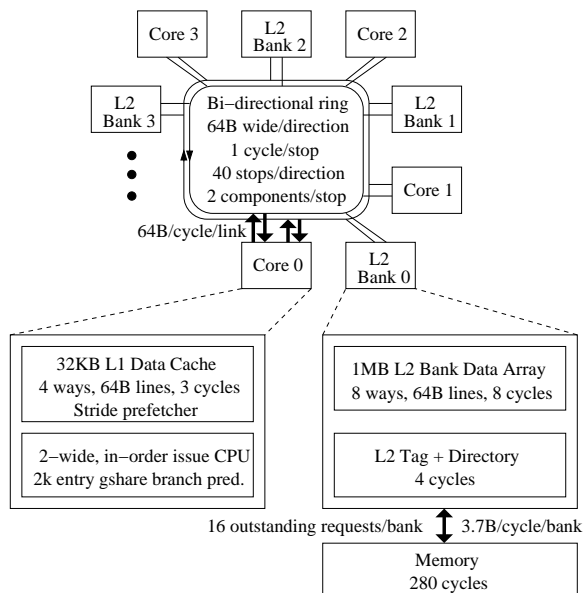 Core 3
L2
Bank 2
Core 2
L2
Bank 3
Bi−directional ring
64B wide/direction
1 cycle/stop
40 stops/direction
2 components/stop
L2
Bank 1
Core 1
64B/cycle/link
Core 0
L2
Bank 0
32KB L1 Data Cache
4 ways, 64B lines, 3 cycles
Stride prefetcher
2−wide, in−order issue CPU
2k entry gshare branch pred.
1MB L2 Bank Data Array
8 ways, 64B lines, 8 cycles
L2 Tag + Directory
4 cycles
16 outstanding requests/bank
3.7B/cycle/bank
Memory
280 cycles